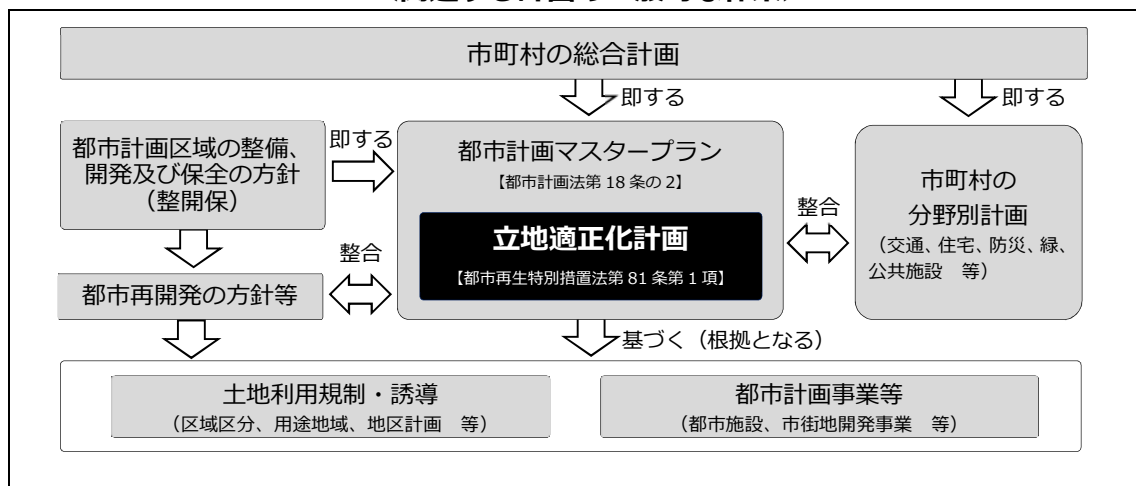 市町村の総合計画
即する
即する
都市計画区域の整備、
開発及び保全の方針
（整開保）
即する
都市計画マスタープラン
【都市計画法第 18 条の 2】
立地適正化計画
【都市再生特別措置法第 81 条第 1 項】
整合
市町村の
分野別計画
（交通、住宅、防災、緑、
公共施設　等）
整合
都市再開発の方針等
基づく（根拠となる）
土地利用規制・誘導
（区域区分、用途地域、地区計画　等）
都市計画事業等
（都市施設、市街地開発事業　等）